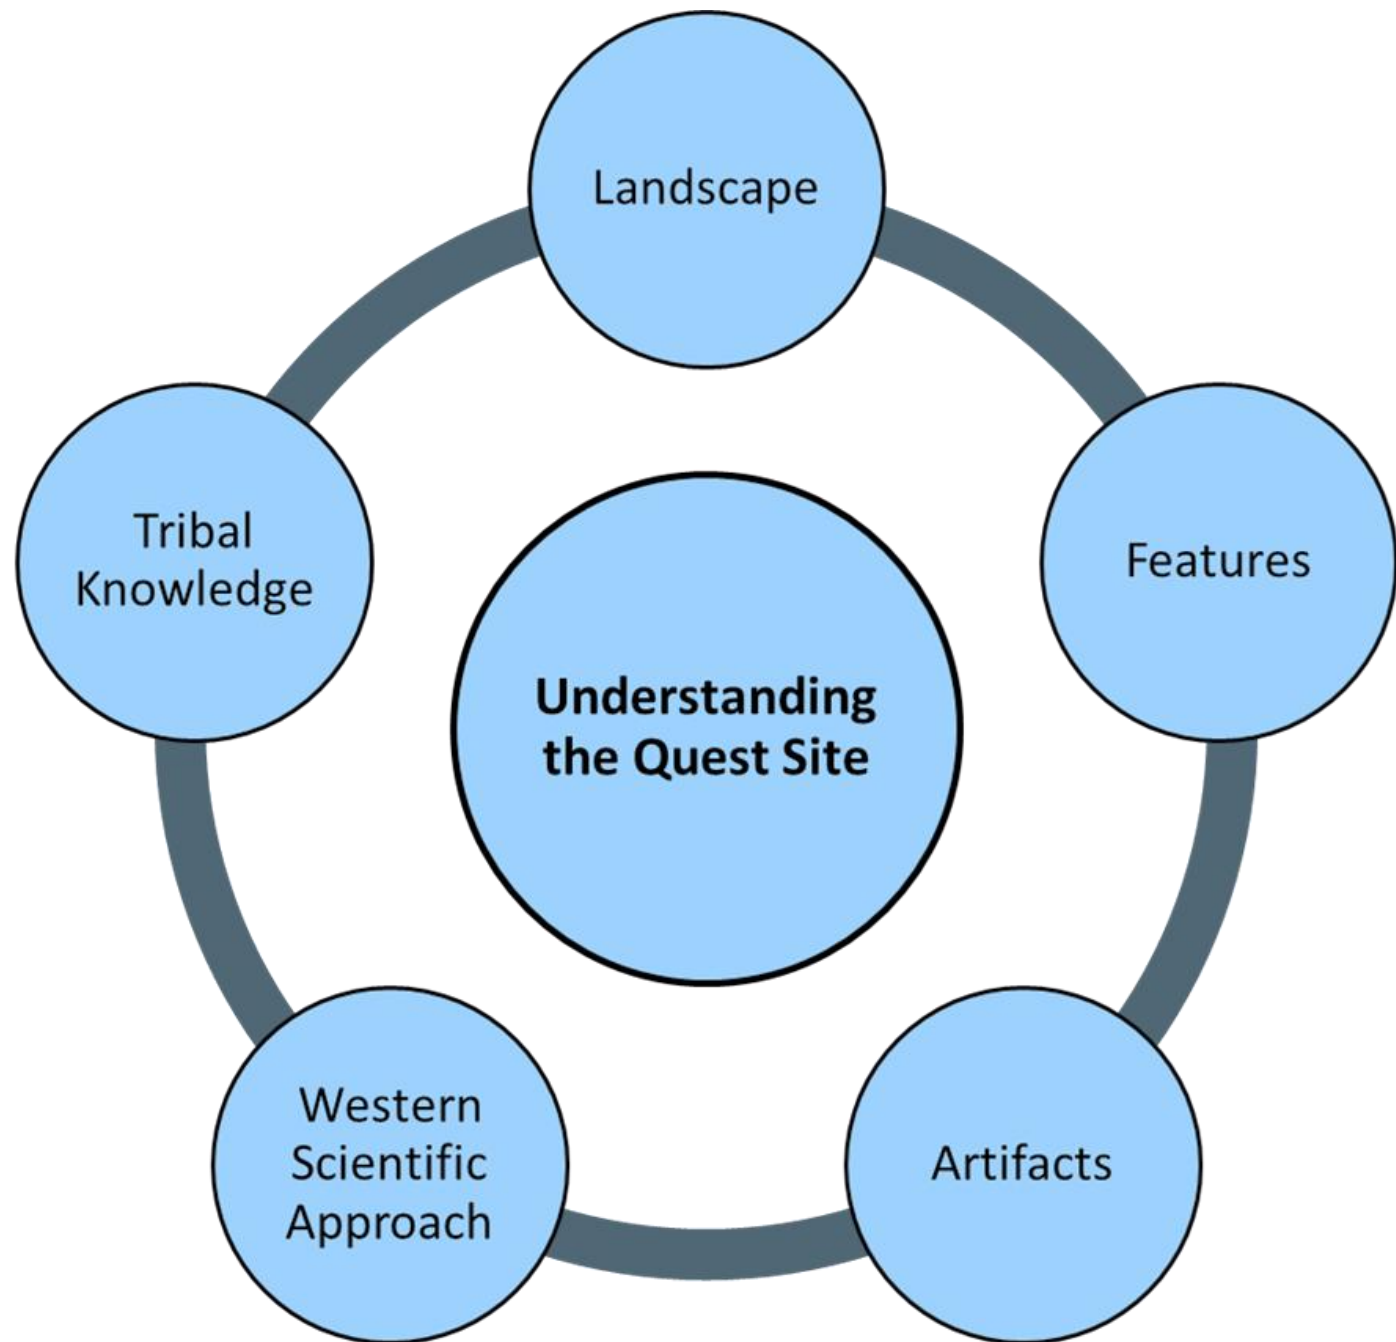 Landscape
Features
Artifacts
Western
Scientific
Approach
Tribal
Knowledge
Understanding
the Quest Site